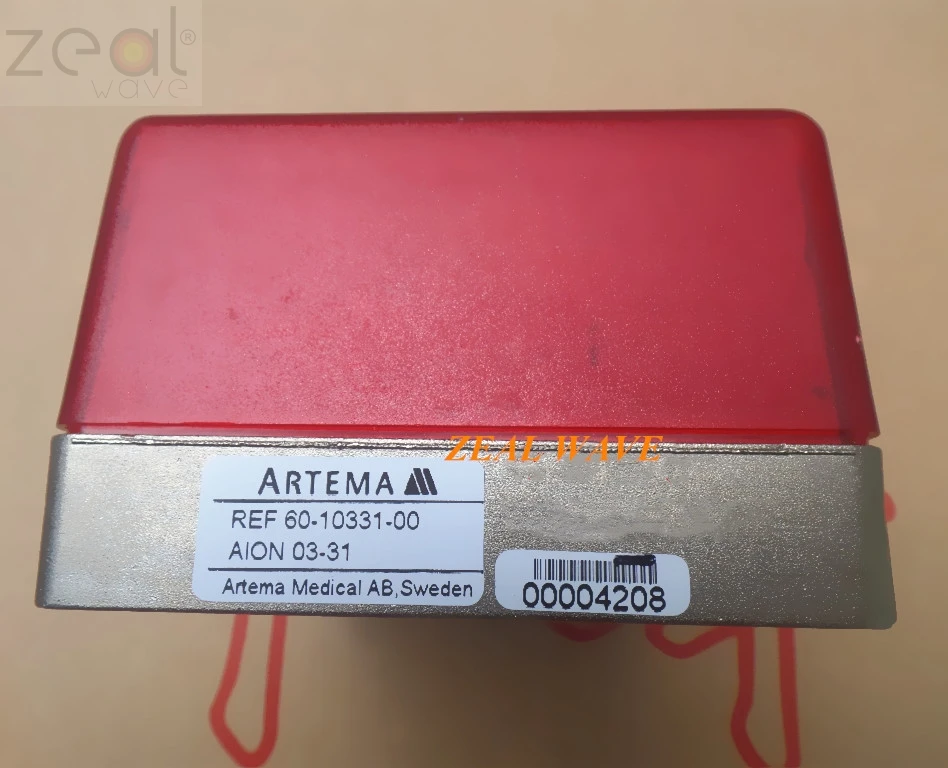 zeal®
wave
ZEAL WAVE
ARTEMA
REF 60-10331-00
AION 03-31
Artema Medical AB,Sweden
00004208